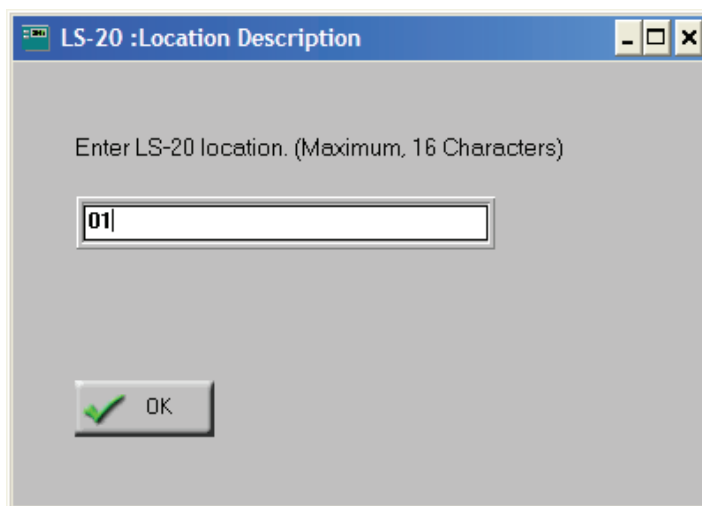 LS-20 :Location Description
Enter LS-20 location. (Maximum, 16 Characters)
01
OK